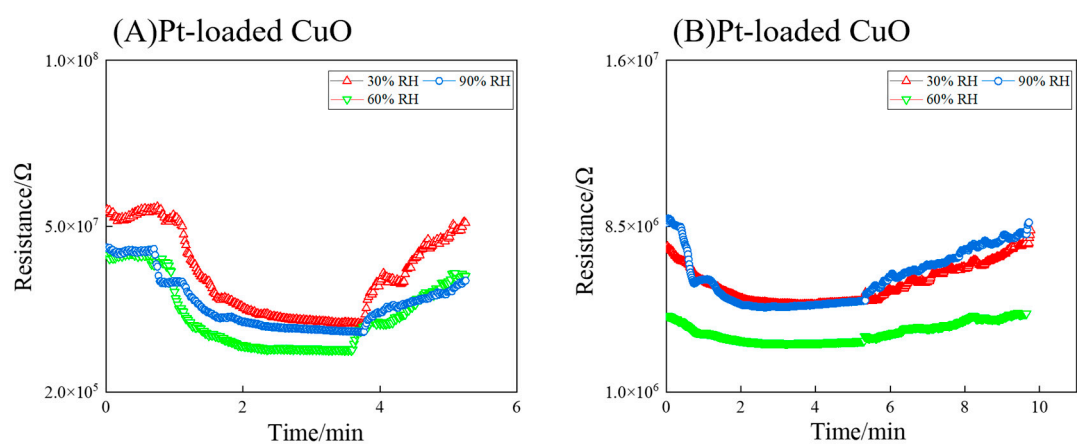 (A)Pt-loaded CuO
1.0×10⁸
5.0×10⁷
2.0×10⁵
Resistance/Ω
30% RH
90% RH
60% RH
0
2
4
6
Time/min
(B)Pt-loaded CuO
1.6×10⁷
8.5×10⁶
1.0×10⁶
Resistance/Ω
30% RH
90% RH
60% RH
0
2
4
6
8
10
Time/min